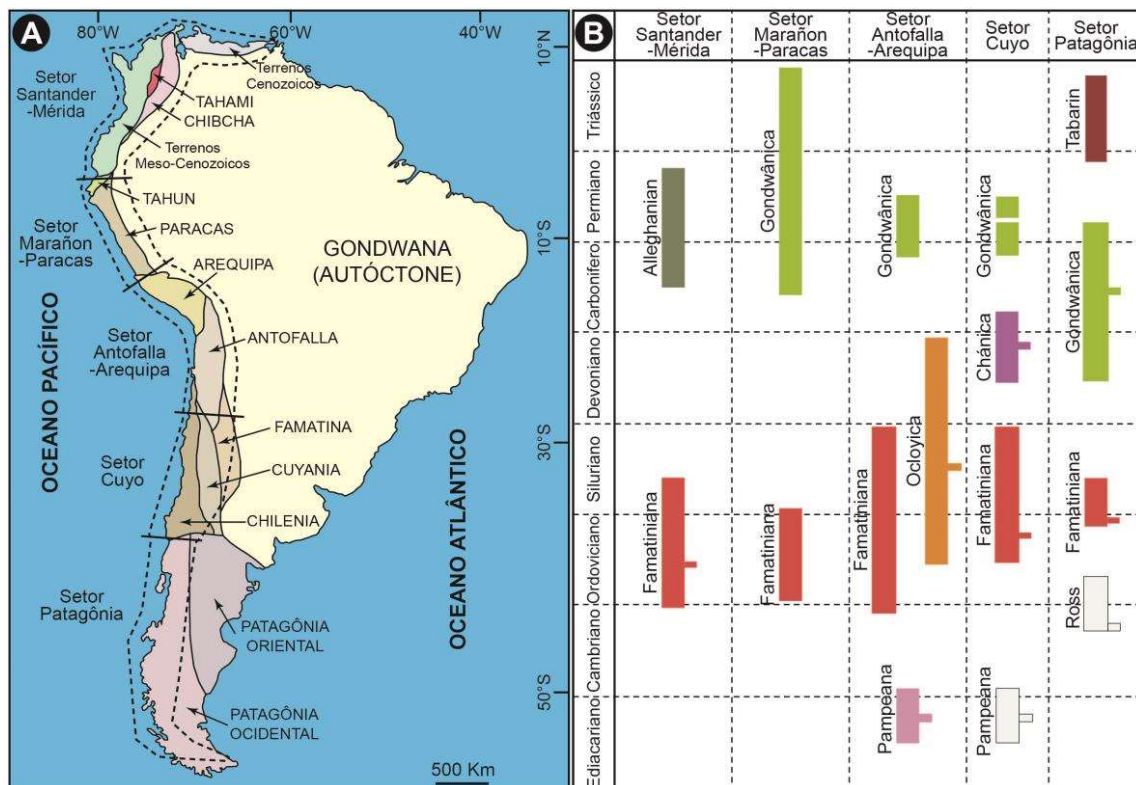 A
80°W
60°W
40°W
10°N
Setor
Santander
-Mérida
Terrenos
Cenozoicos
TAHAMI
CHIBCHA
Terrenos
Meso-Cenozoicos
TAHUN
PARACAS
Setor
Marañon
-Paracas
10°S
AREQUIPA
GONDWANA
(AUTÓCTONE)
OCEANO PACÍFICO
Setor
Antofalla
-Arequipa
ANTOFALLA
FAMATINA
30°S
Setor
Cuyo
CUYANIA
CHILENIA
OCEANO ATLÂNTICO
Setor
Patagônia
PATAGÔNIA
ORIENTAL
50°S
PATAGÔNIA
OCIDENTAL
500 Km
B
Setor
Santander
-Mérida
Setor
Marañon
-Paracas
Setor
Antofalla
-Arequipa
Setor
Cuyo
Setor
Patagônia
Triássico
Permiano
Carbonífero
Devoniano
Siluriano
Ordoviciano
Cambriano
Ediacariano
Alleghanian
Famatiniana
Gondwânica
Famatiniana
Gondwânica
Ocloyica
Famatiniana
Pampeana
Gondwânica
Chánica
Famatiniana
Pampeana
Tabarin
Gondwânica
Famatiniana
Ross